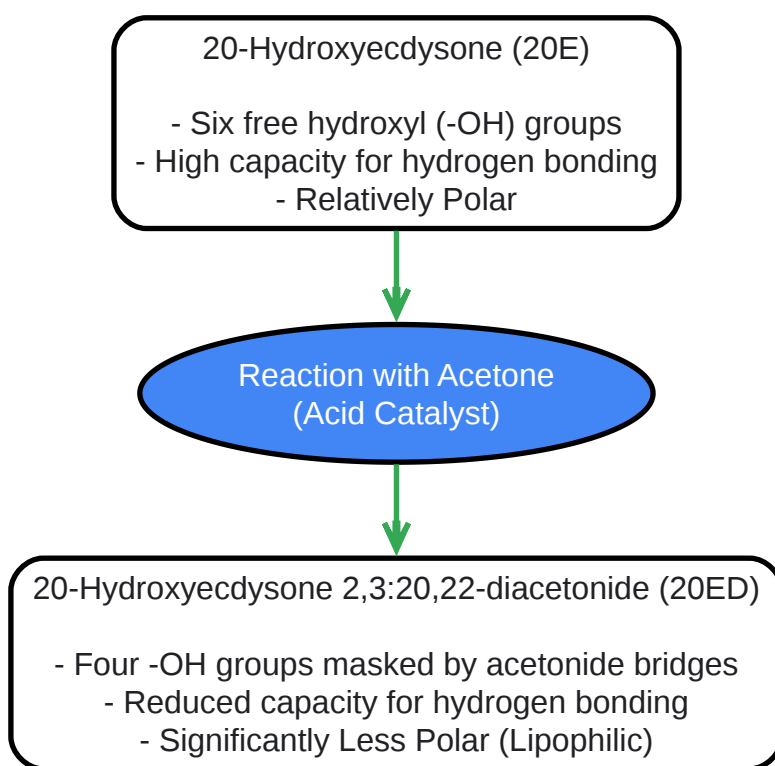 20-Hydroxyecdysone (20E)
- Six free hydroxyl (-OH) groups
- High capacity for hydrogen bonding
- Relatively Polar
Reaction with Acetone
(Acid Catalyst)
20-Hydroxyecdysone 2,3:20,22-diacetonide (20ED)
- Four -OH groups masked by acetonide bridges
- Reduced capacity for hydrogen bonding
- Significantly Less Polar (Lipophilic)